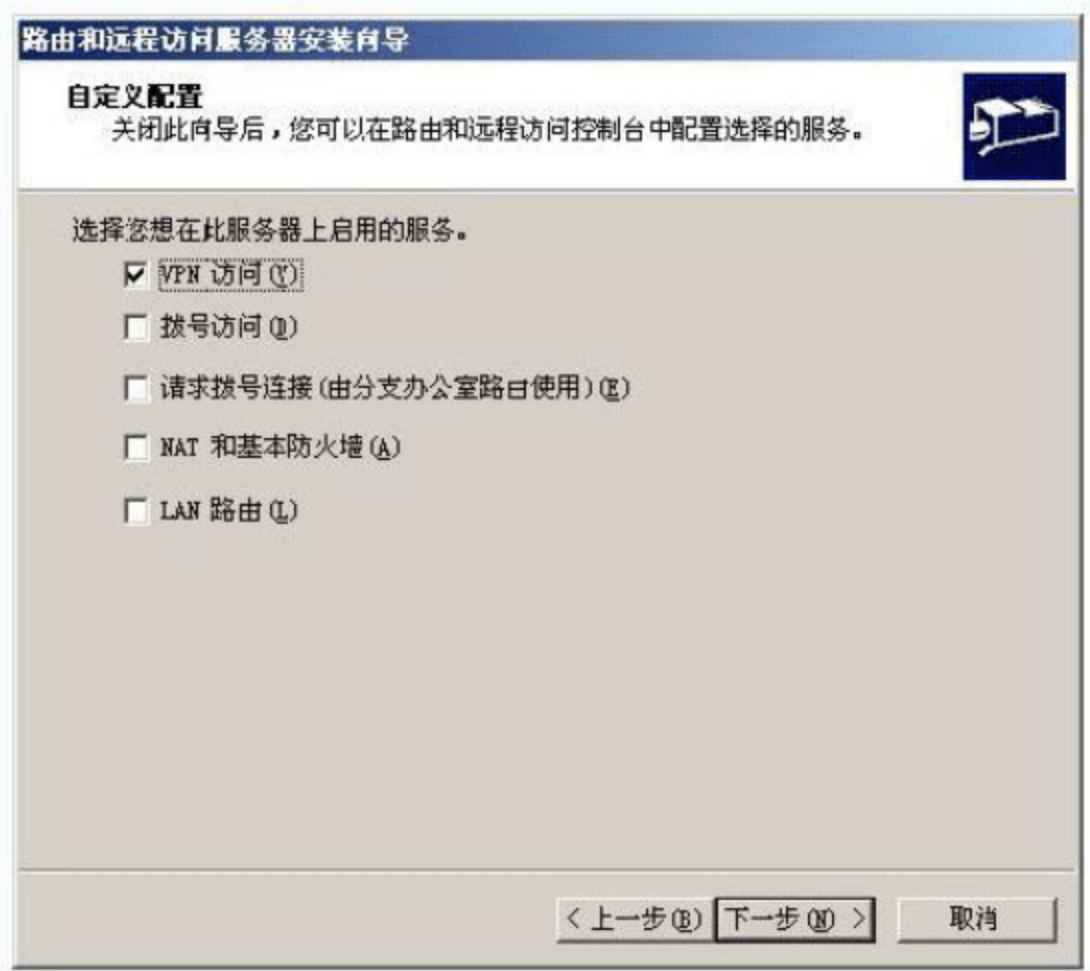 路由和远程访问服务器安装向导
自定义配置
关闭此向导后，您可以在路由和远程访问控制台中配置选择的服务。
选择您想在此服务器上启用的服务。
VPN 访问(V)
拨号访问(D)
请求拨号连接(由分支办公室路由使用)(E)
NAT 和基本防火墙(A)
LAN 路由(L)
< 上一步(B) 下一步(N) > 取消